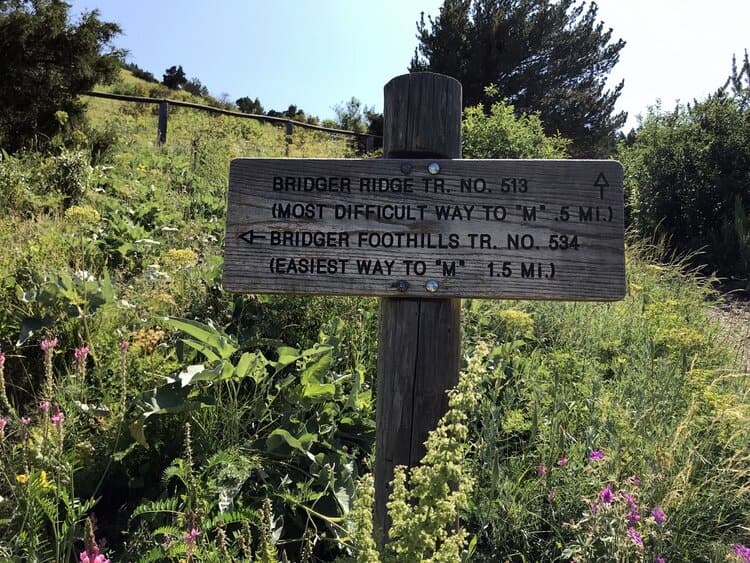 BRIDGER RIDGE TR. NO. 513 ↑
(MOST DIFFICULT WAY TO "M" .5 MI.)
← BRIDGER FOOTHILLS TR. NO. 534
(EASIEST WAY TO "M" 1.5 MI.)